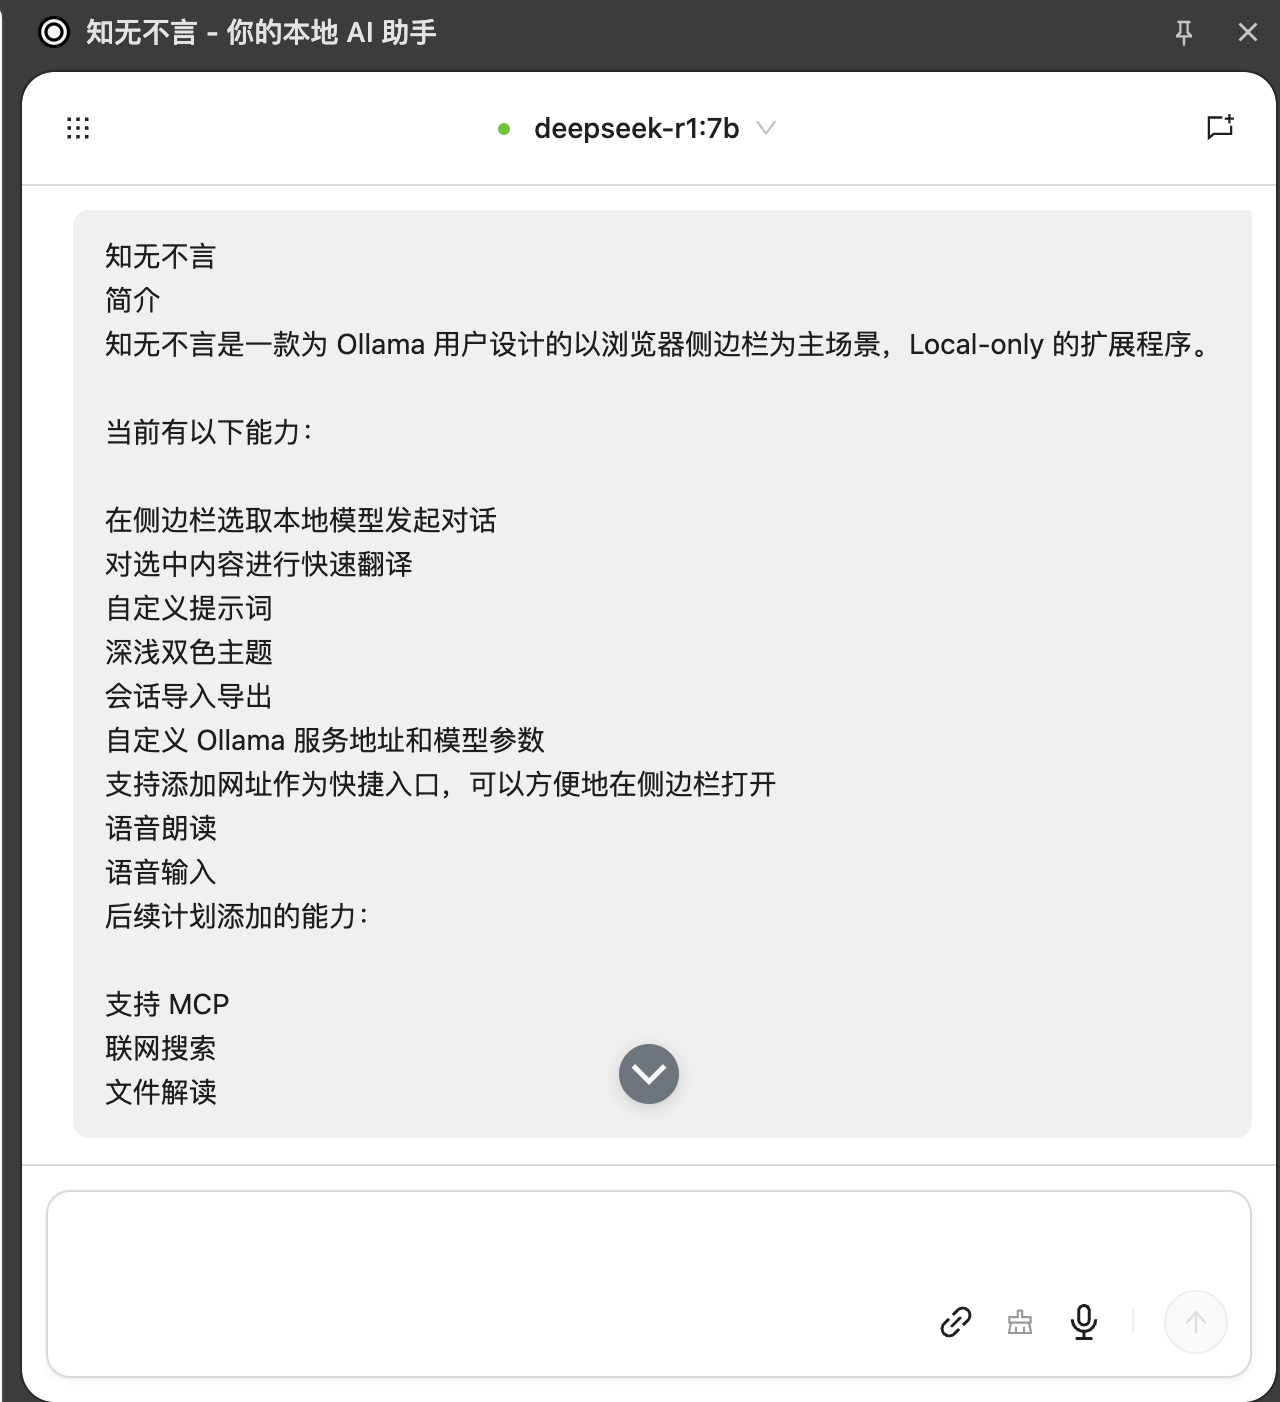 知无不言 - 你的本地 AI 助手
deepseek-r1:7b
知无不言
简介
知无不言是一款为 Ollama 用户设计的以浏览器侧边栏为主场景，Local-only 的扩展程序。
当前有以下能力：
在侧边栏选取本地模型发起对话
对选中内容进行快速翻译
自定义提示词
深浅双色主题
会话导入导出
自定义 Ollama 服务地址和模型参数
支持添加网址作为快捷入口，可以方便地在侧边栏打开
语音朗读
语音输入
后续计划添加的能力：
支持 MCP
联网搜索
文件解读